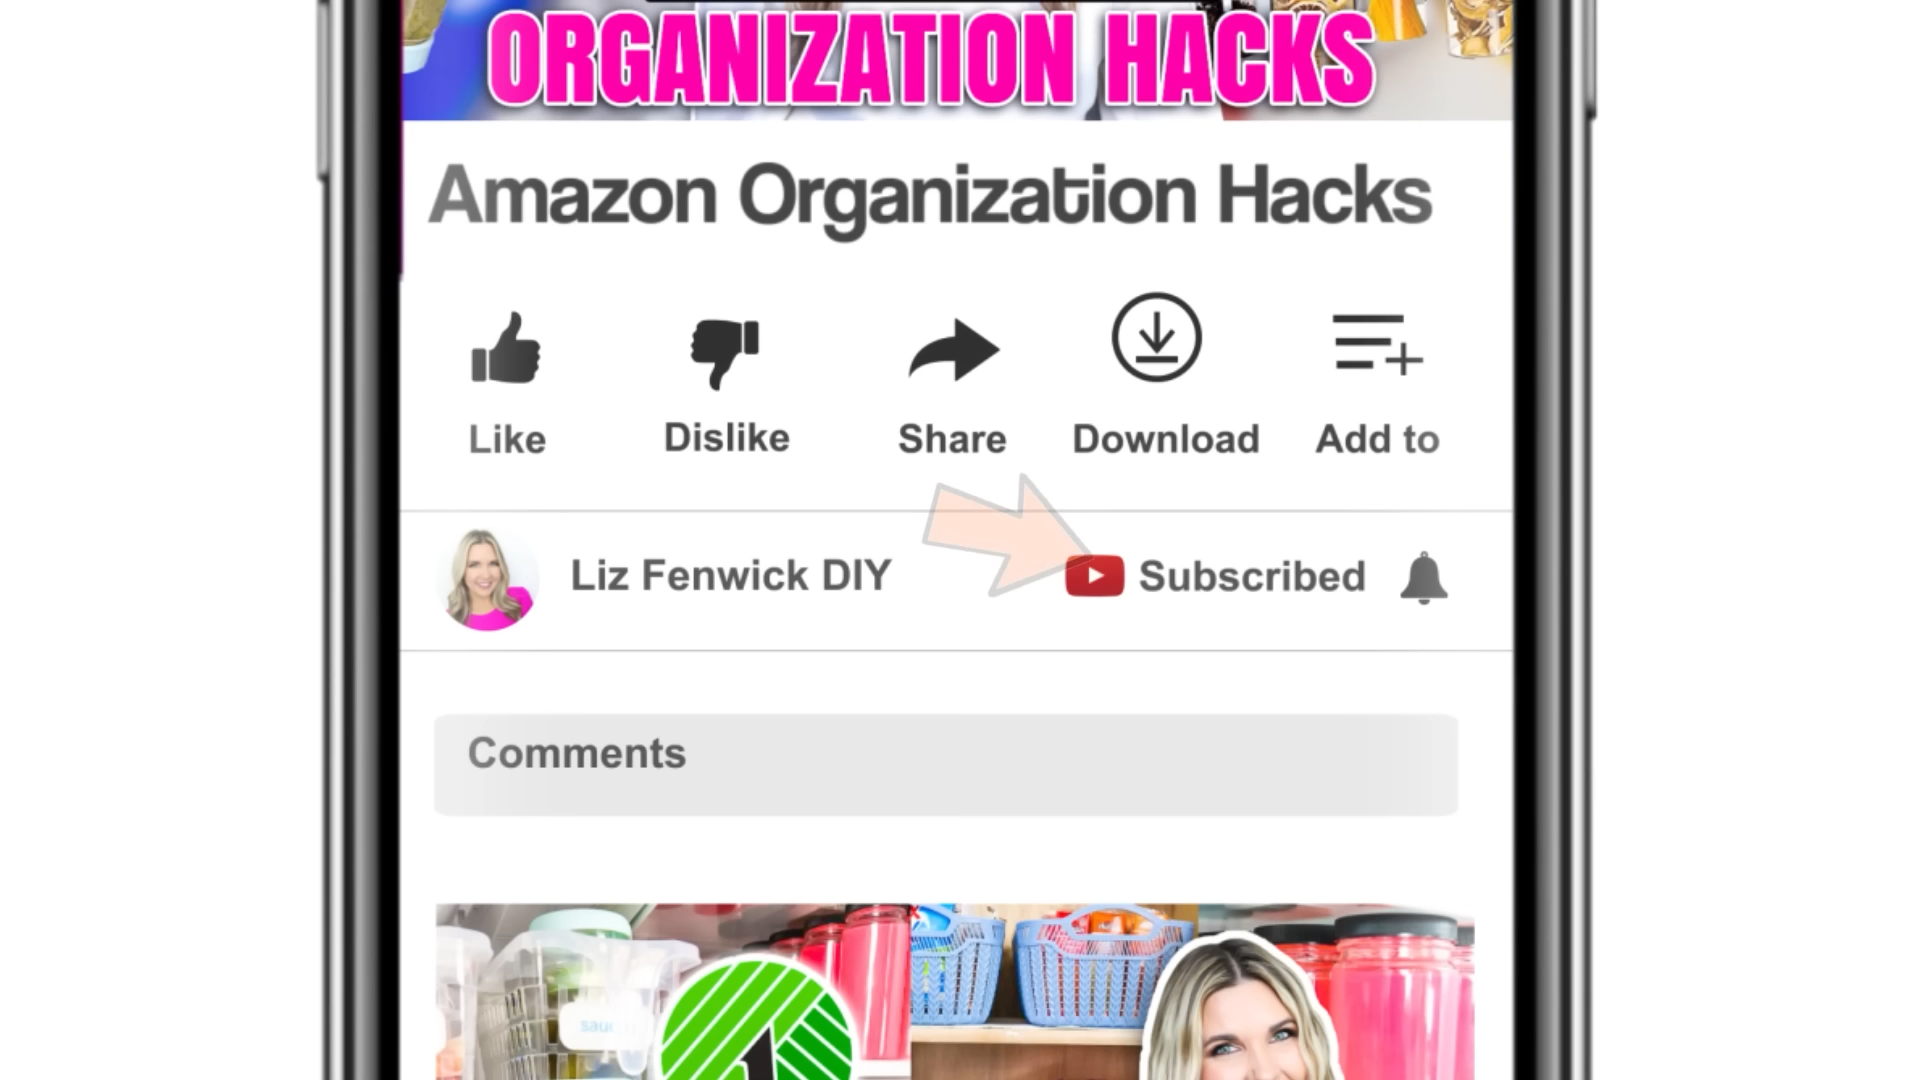 ORGANIZATION HACKS
Amazon Organization Hacks
Like
Dislike
Share
Download
Add to
Liz Fenwick DIY
Subscribed
Comments